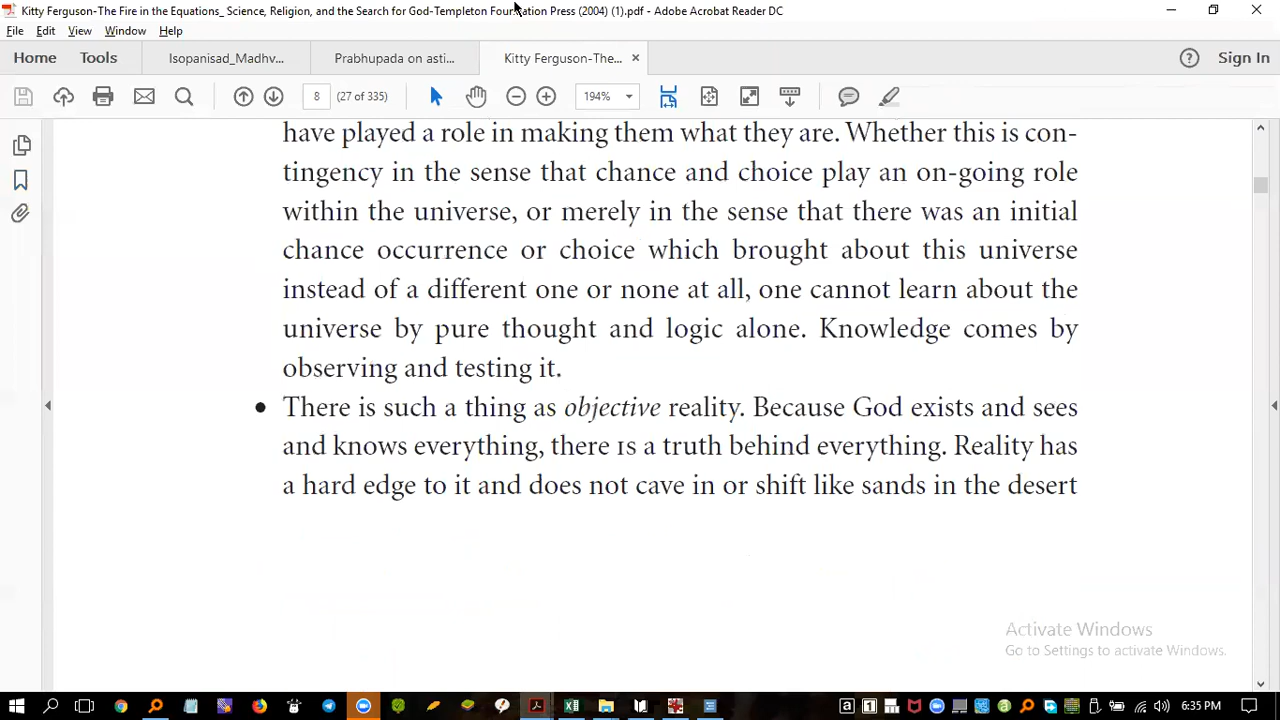 Kitty Ferguson-The Fire in the Equations_ Science, Religion, and the Search for God-Templeton Foundation Press (2004) (1).pdf - Adobe Acrobat Reader DC
File Edit View Window Help
Home Tools Isopanisad_Madhv... Prabhupada on asti... Kitty Ferguson-The... Sign In
8 (27 of 335) 194%
have played a role in making them what they are. Whether this is con-
tingency in the sense that chance and choice play an on-going role
within the universe, or merely in the sense that there was an initial
chance occurrence or choice which brought about this universe
instead of a different one or none at all, one cannot learn about the
universe by pure thought and logic alone. Knowledge comes by
observing and testing it.
• There is such a thing as objective reality. Because God exists and sees
and knows everything, there IS a truth behind everything. Reality has
a hard edge to it and does not cave in or shift like sands in the desert
Activate Windows
Go to Settings to activate Windows.
6:35 PM